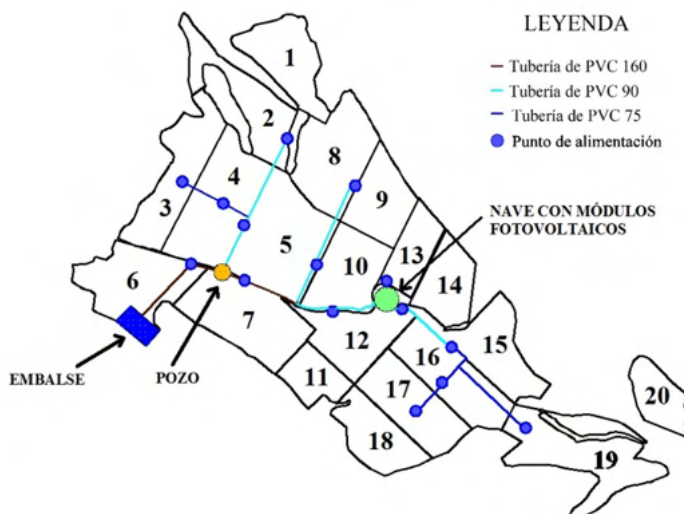 LEYENDA
Tubería de PVC 160
Tubería de PVC 90
Tubería de PVC 75
Punto de alimentación
1
2
8
4
9
3
NAVE CON MÓDULOS
FOTOVOLTAICOS
5
13
10
6
14
7
12
15
16
EMBALSE
POZO
11
17
20
18
19